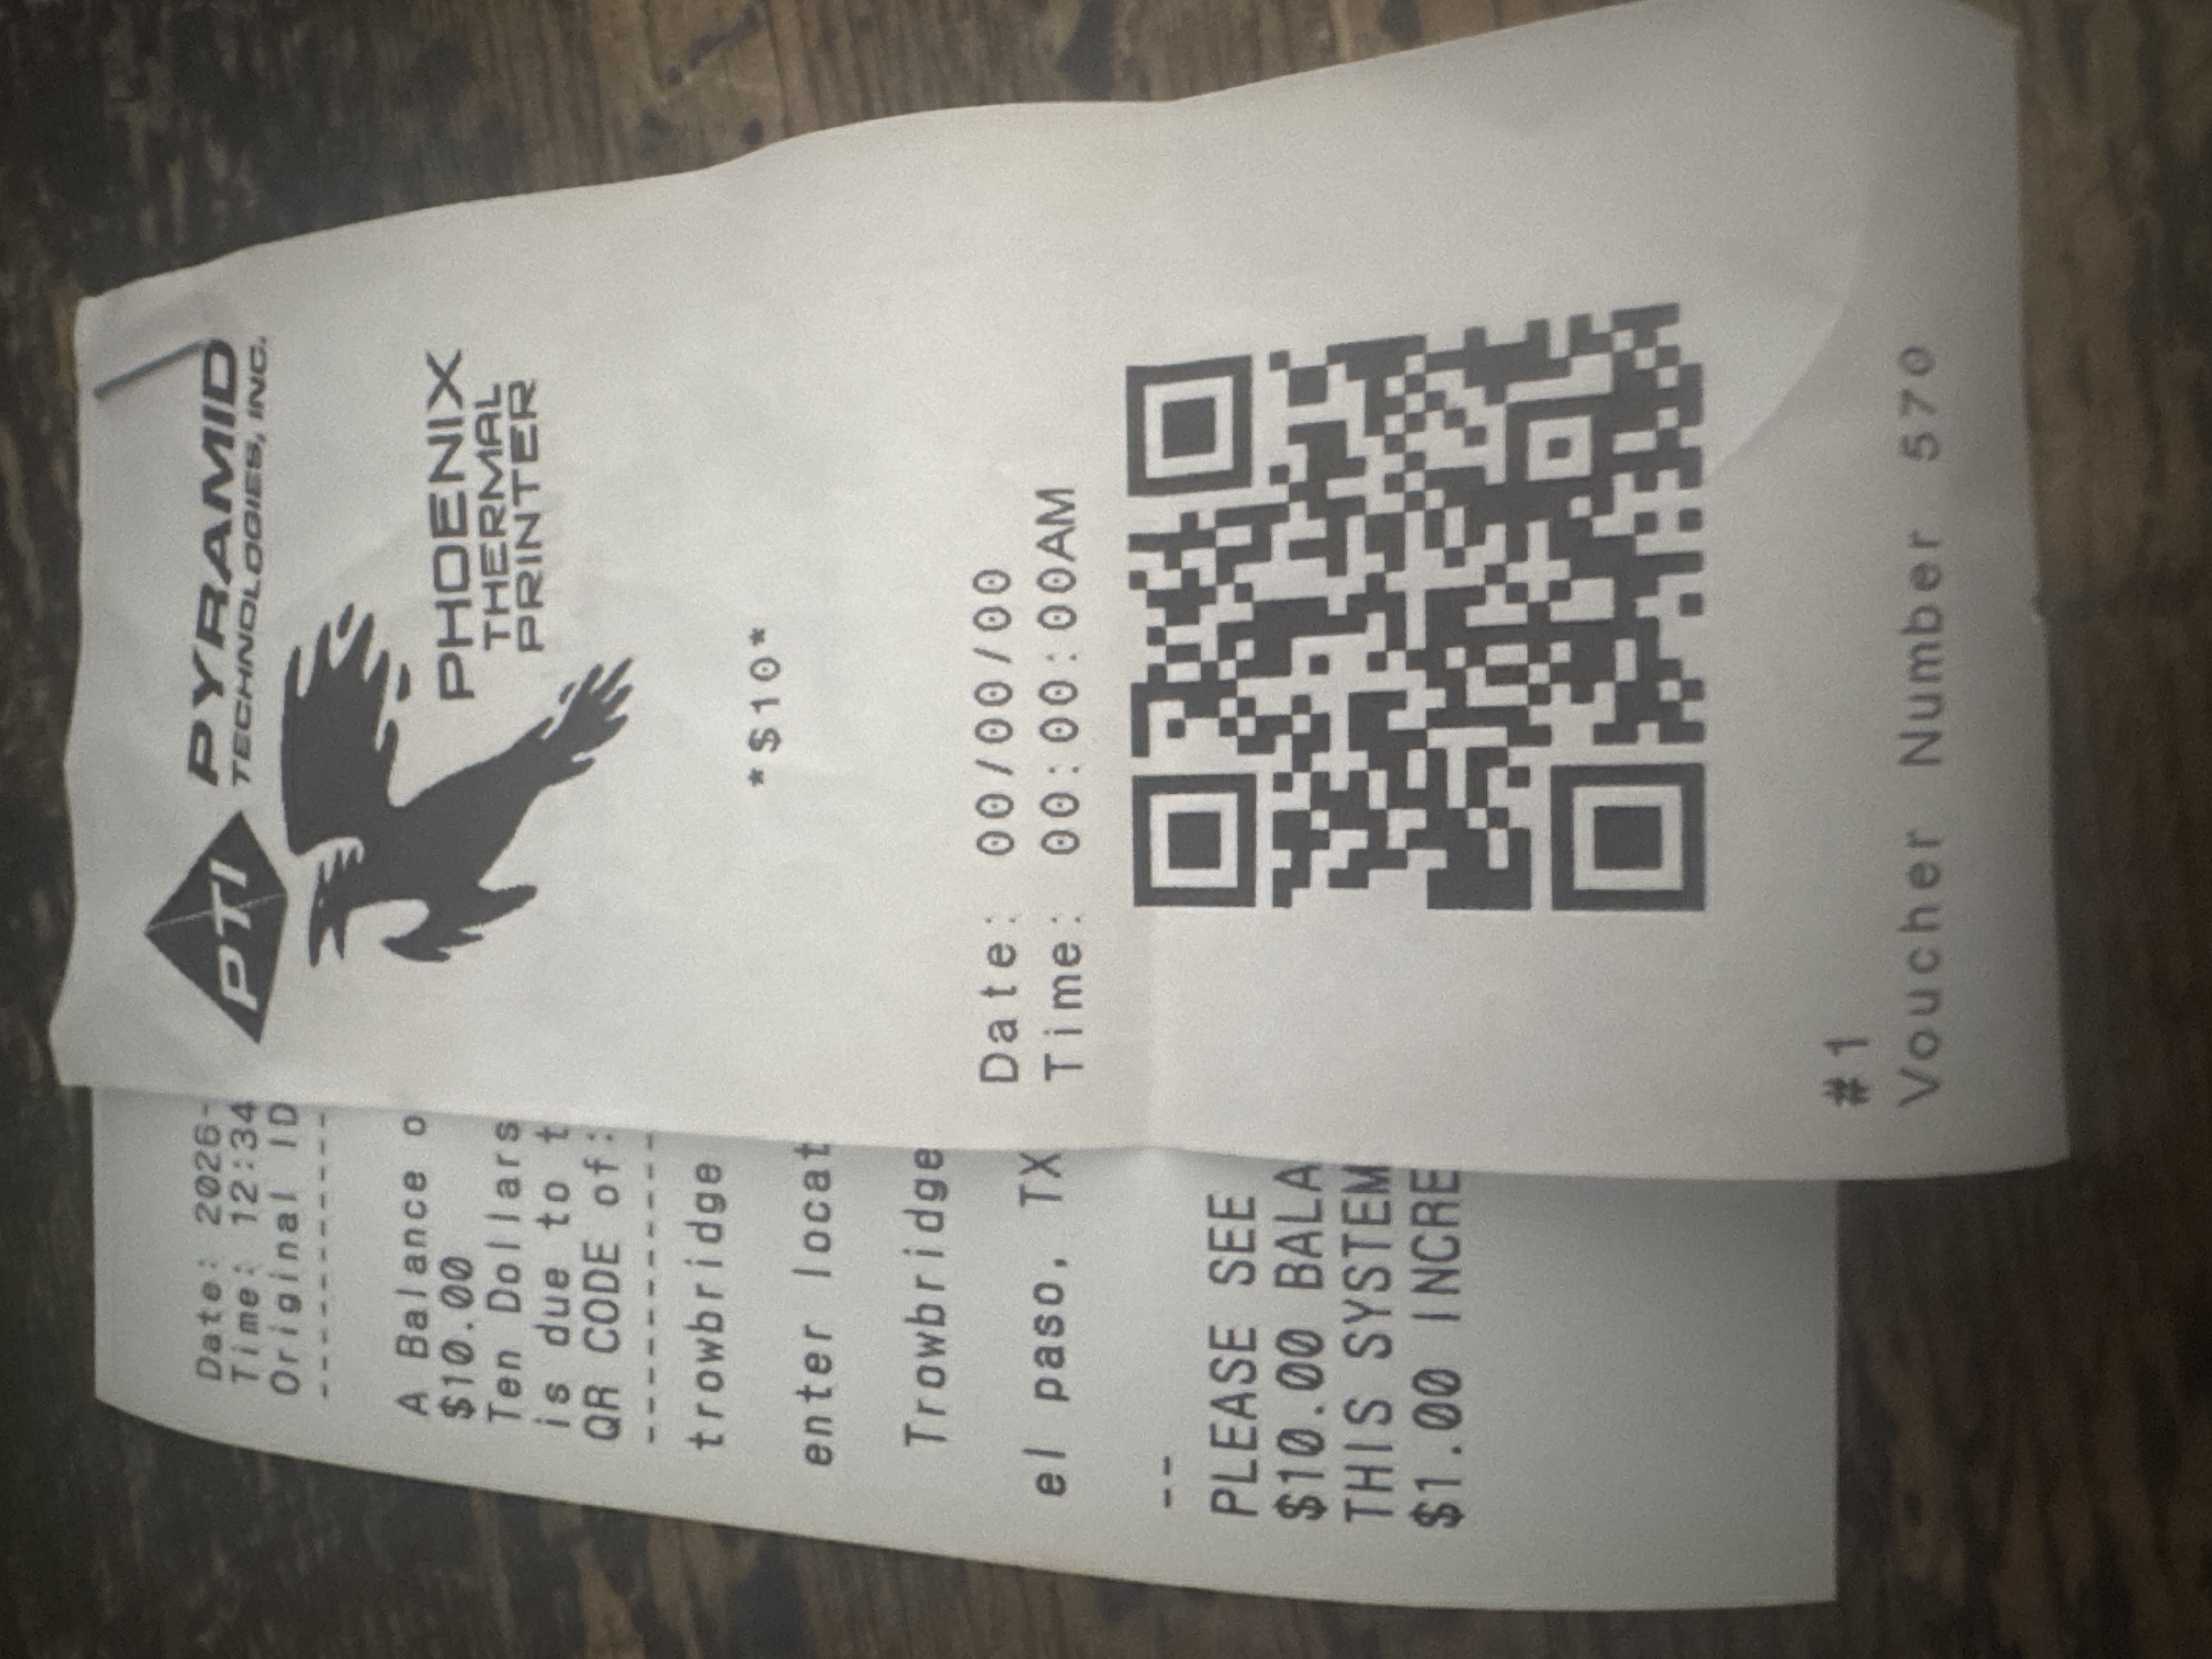 PTI
PYRAMID
TECHNOLOGIES, INC.
PHOENIX
THERMAL
PRINTER
*$10*
Date: 00/00/00
Time: 00:00:00AM
#1
Voucher Number 570
Date: 2026-
Time: 12:34
Original ID
----------
A Balance o
$10.00
Ten Dollars
is due to t
QR CODE of:
-----------
trowbridge
enter locat
Trowbridge
el paso, TX
--
PLEASE SEE
$10.00 BALA
THIS SYSTEM
$1.00 INCRE